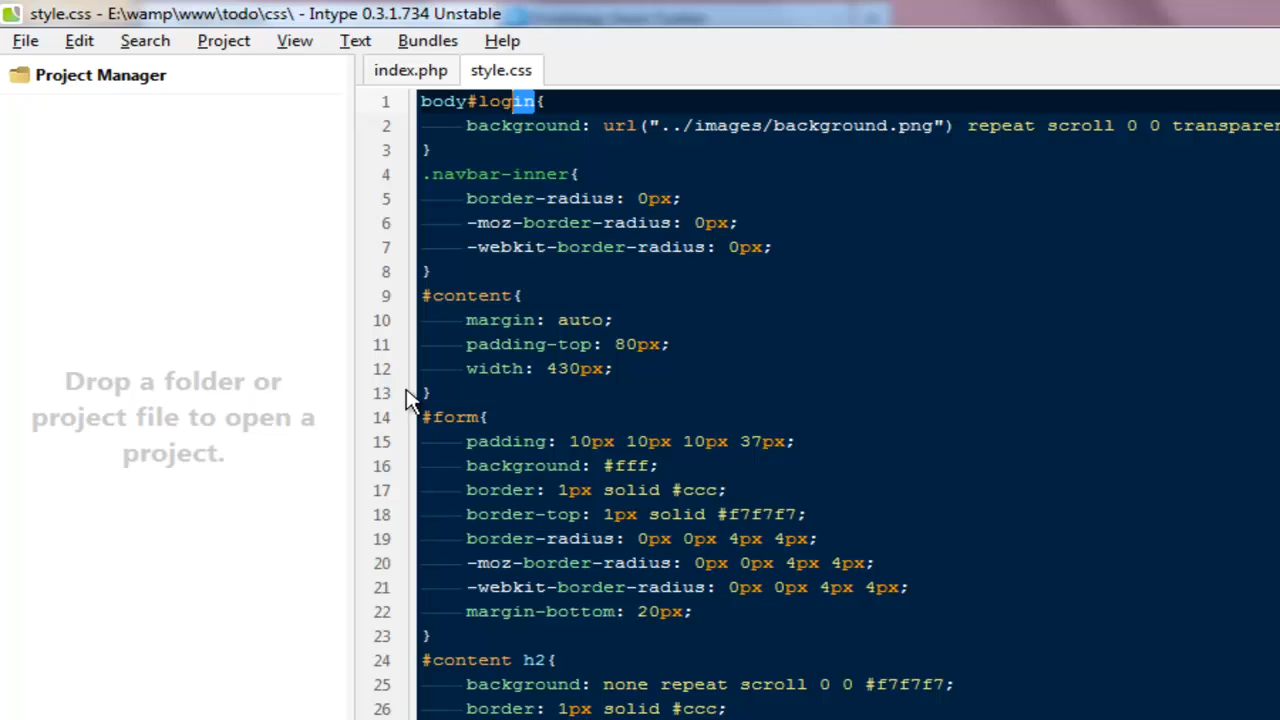 style.css - E:\wamp\www\todo\css\ - Intype 0.3.1.734 Unstable
File Edit Search Project View Text Bundles Help
Project Manager
index.php style.css
1 body#login{
2 background: url("../images/background.png") repeat scroll 0 0 transparen
3 }
4 .navbar-inner{
5 border-radius: 0px;
6 -moz-border-radius: 0px;
7 -webkit-border-radius: 0px;
8 }
9 #content{
10 margin: auto;
11 padding-top: 80px;
12 width: 430px;
13 }
14 #form{
15 padding: 10px 10px 10px 37px;
16 background: #fff;
17 border: 1px solid #ccc;
18 border-top: 1px solid #f7f7f7;
19 border-radius: 0px 0px 4px 4px;
20 -moz-border-radius: 0px 0px 4px 4px;
21 -webkit-border-radius: 0px 0px 4px 4px;
22 margin-bottom: 20px;
23 }
24 #content h2{
25 background: none repeat scroll 0 0 #f7f7f7;
26 border: 1px solid #ccc;
Drop a folder or
project file to open a
project.